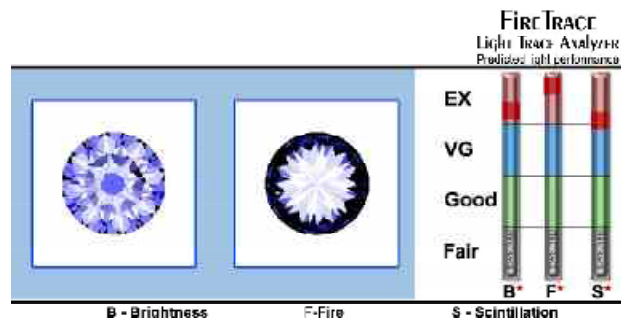 FIRETRACE
LIGHT TRACE ANALYZER
Predicted light performance
EX
VG
Good
Fair
B* F* S*
B - Brightness F-Fire S - Scintillation